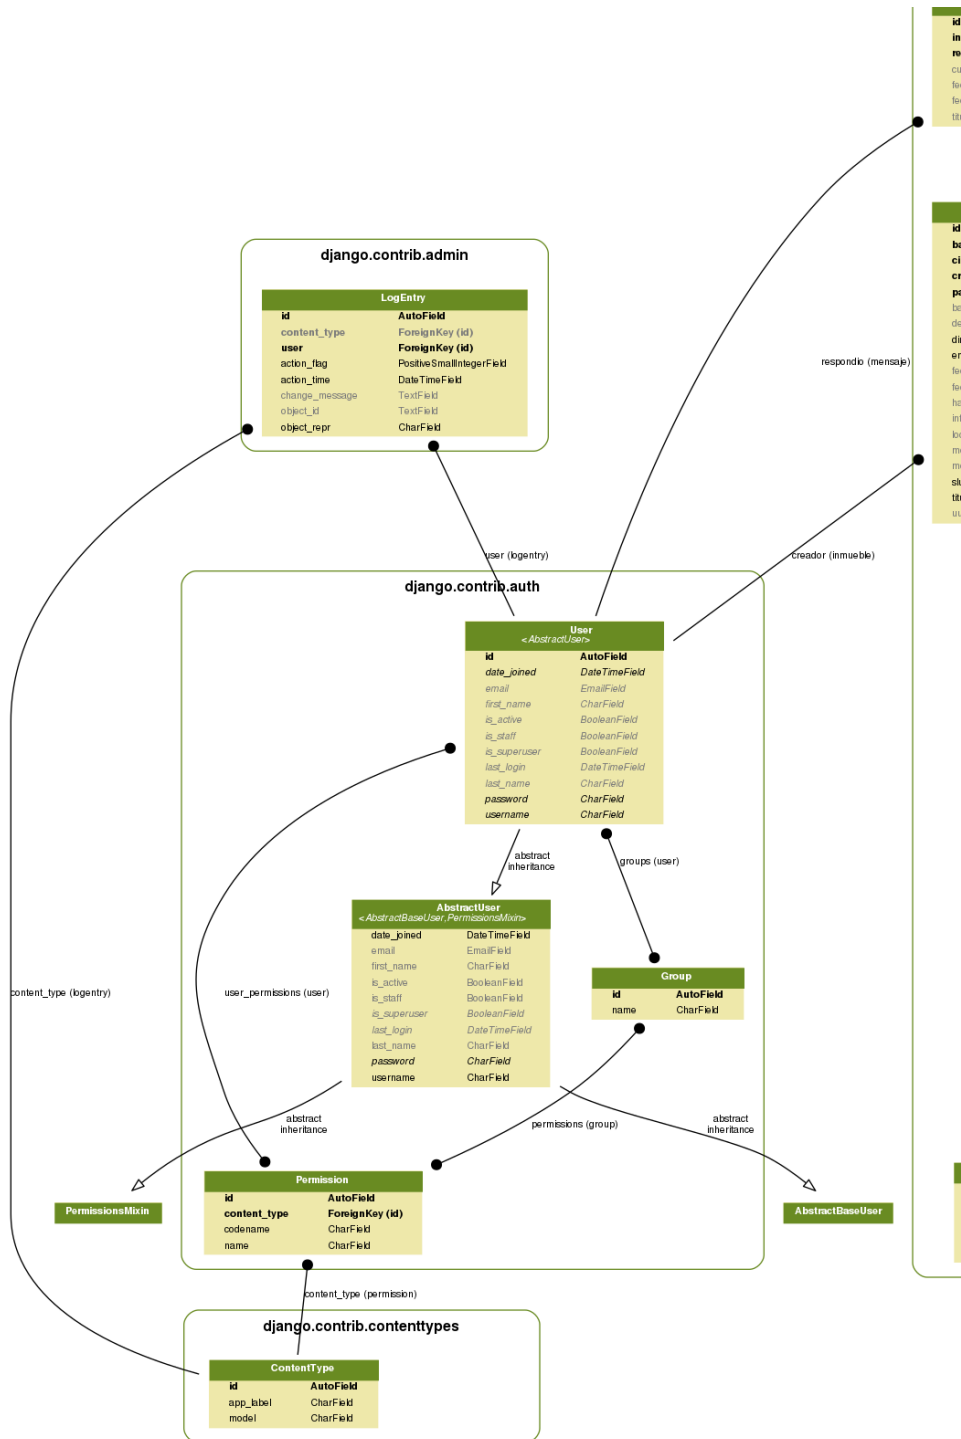 django.contrib.admin
LogEntry
id AutoField
content_type ForeignKey (id)
user ForeignKey (id)
action_flag PositiveSmallIntegerField
action_time DateTimeField
change_message TextField
object_id TextField
object_repr CharField
respondio (mensaje)
user (logentry)
creador (inmueble)
django.contrib.auth
User
<AbstractUser>
id AutoField
date_joined DateTimeField
email EmailField
first_name CharField
is_active BooleanField
is_staff BooleanField
is_superuser BooleanField
last_login DateTimeField
last_name CharField
password CharField
username CharField
abstract
inheritance
groups (user)
AbstractUser
<AbstractBaseUser,PermissionsMixin>
date_joined DateTimeField
email EmailField
first_name CharField
is_active BooleanField
is_staff BooleanField
is_superuser BooleanField
last_login DateTimeField
last_name CharField
password CharField
username CharField
Group
id AutoField
name CharField
content_type (logentry)
user_permissions (user)
abstract
inheritance
permissions (group)
abstract
inheritance
PermissionsMixin
Permission
id AutoField
content_type ForeignKey (id)
codename CharField
name CharField
AbstractBaseUser
content_type (permission)
django.contrib.contenttypes
ContentType
id AutoField
app_label CharField
model CharField
id
id